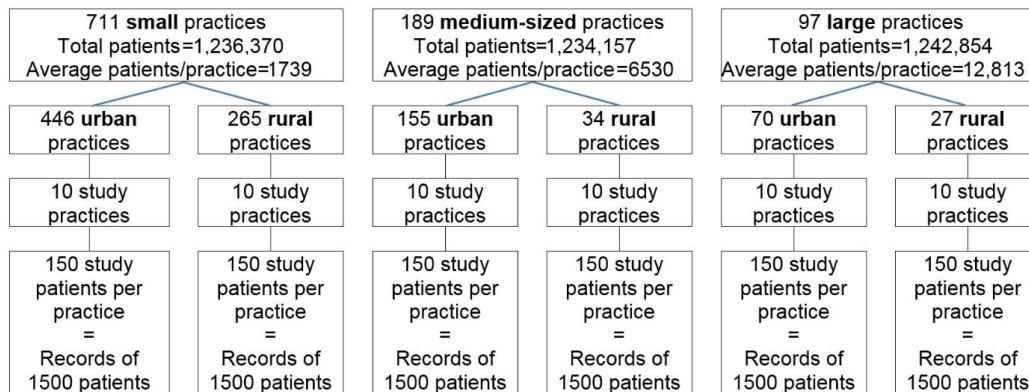 711 small practices
Total patients=1,236,370
Average patients/practice=1739
189 medium-sized practices
Total patients=1,234,157
Average patients/practice=6530
97 large practices
Total patients=1,242,854
Average patients/practice=12,813
446 urban
practices
265 rural
practices
155 urban
practices
34 rural
practices
70 urban
practices
27 rural
practices
10 study
practices
10 study
practices
10 study
practices
10 study
practices
10 study
practices
10 study
practices
150 study
patients per
practice
=
Records of
1500 patients
150 study
patients per
practice
=
Records of
1500 patients
150 study
patients per
practice
=
Records of
1500 patients
150 study
patients per
practice
=
Records of
1500 patients
150 study
patients per
practice
=
Records of
1500 patients
150 study
patients per
practice
=
Records of
1500 patients